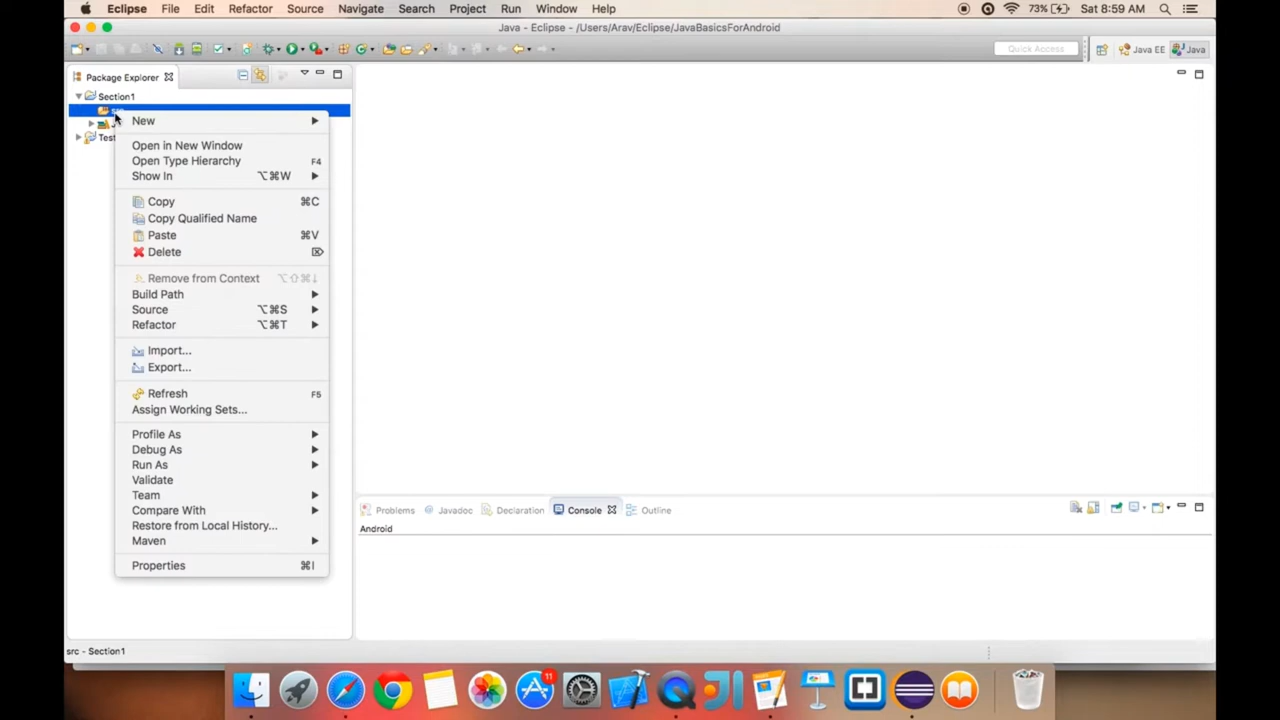 Eclipse File Edit Refactor Source Navigate Search Project Run Window Help 73% Sat 8:59 AM
Java - Eclipse - /Users/Arav/Eclipse/JavaBasicsForAndroid
Quick Access Java EE Java
Package Explorer
Section1
src
Test
New
Open in New Window
Open Type Hierarchy F4
Show In ⌥⌘W
Copy ⌘C
Copy Qualified Name
Paste ⌘V
Delete ⌦
Remove from Context ⌥⇧⌘↓
Build Path
Source ⌥⌘S
Refactor ⌥⌘T
Import...
Export...
Refresh F5
Assign Working Sets...
Profile As
Debug As
Run As
Validate
Team
Compare With
Restore from Local History...
Maven
Properties ⌘I
Problems Javadoc Declaration Console Outline
Android
src - Section1
11